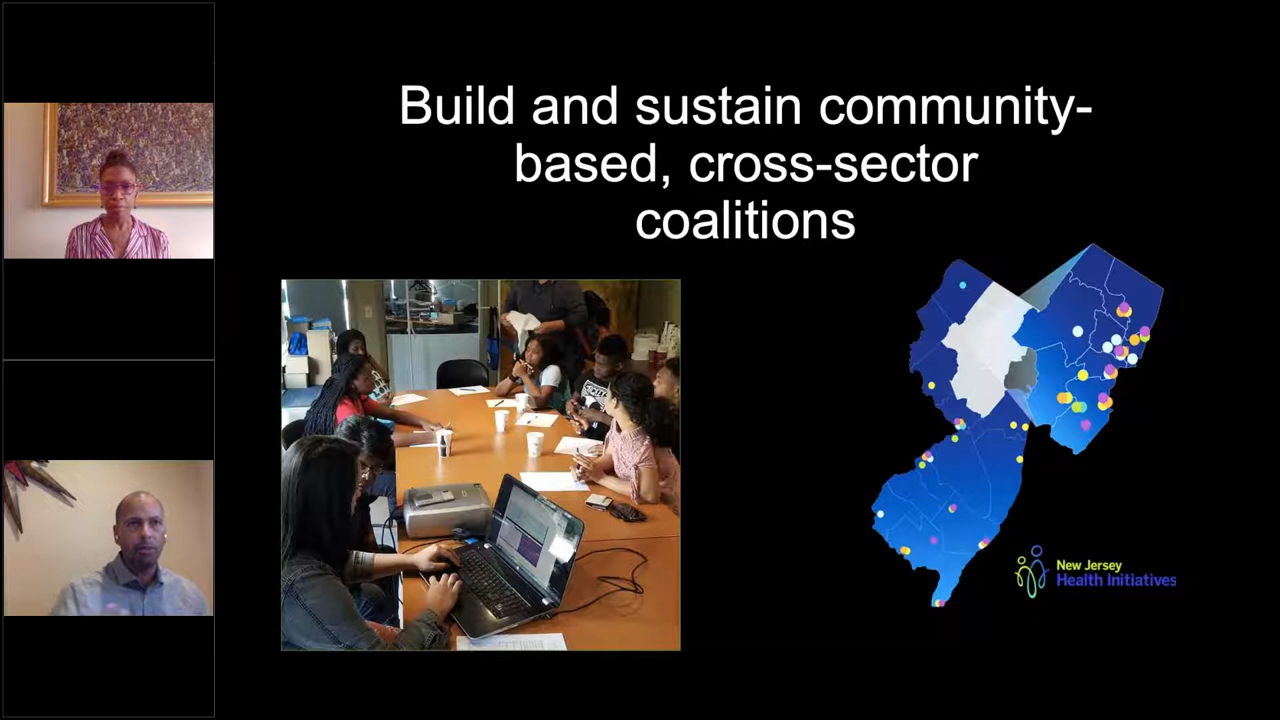 Build and sustain community-
based, cross-sector
coalitions
New Jersey
Health Initiatives